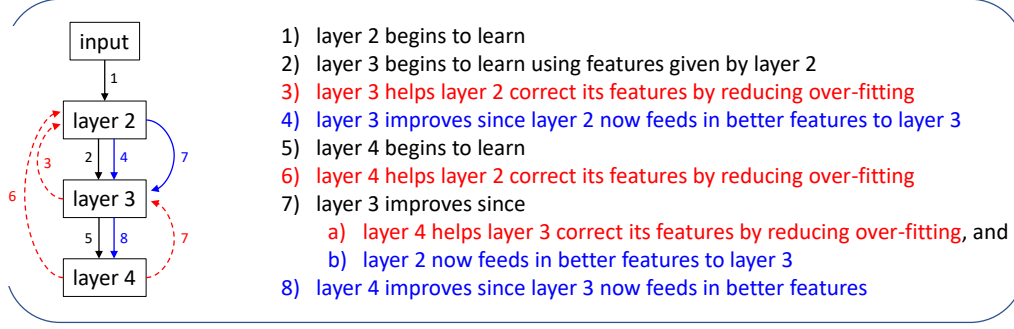 input
1
layer 2
2
4
7
3
6
layer 3
5
8
7
layer 4
1) layer 2 begins to learn
2) layer 3 begins to learn using features given by layer 2
3) layer 3 helps layer 2 correct its features by reducing over-fitting
4) layer 3 improves since layer 2 now feeds in better features to layer 3
5) layer 4 begins to learn
6) layer 4 helps layer 2 correct its features by reducing over-fitting
7) layer 3 improves since
a) layer 4 helps layer 3 correct its features by reducing over-fitting, and
b) layer 2 now feeds in better features to layer 3
8) layer 4 improves since layer 3 now feeds in better features